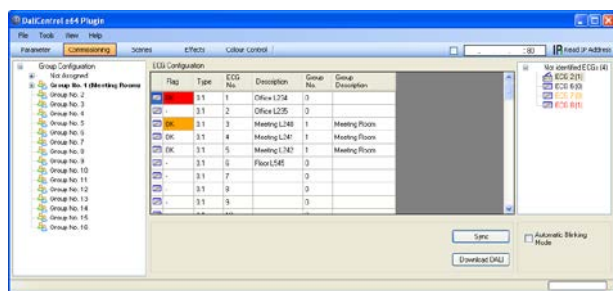 DaliControl e64 Plugin
File Tools View Help
Parameter Commissioning Scenes Effects Colour Control : 80 IP Read IP Address
Group Configuration
Not Assigned
Group No. 1 (Meeting Rooms
Group No. 2
Group No. 3
Group No. 4
Group No. 5
Group No. 6
Group No. 7
Group No. 8
Group No. 9
Group No. 10
Group No. 11
Group No. 12
Group No. 13
Group No. 14
Group No. 15
Group No. 16
ECG Configuration
Flag Type ECG No. Description Group No. Group Description
OK 3.1 1 Office L234 0
- 3.1 2 Office L235 0
OK 3.1 3 Meeting L240 1 Meeting Room
OK 3.1 4 Meeting L241 1 Meeting Room
OK 3.1 5 Meeting L242 1 Meeting Room
- 3.1 6 Floor L545 0
- 3.1 7 0
- 3.1 8 0
- 3.1 9 0
Not identified ECGs (4)
ECG 2(1)
ECG 6(0)
ECG 7(0)
ECG 8(1)
Sync
Download DALI
Automatic Blinking
Mode